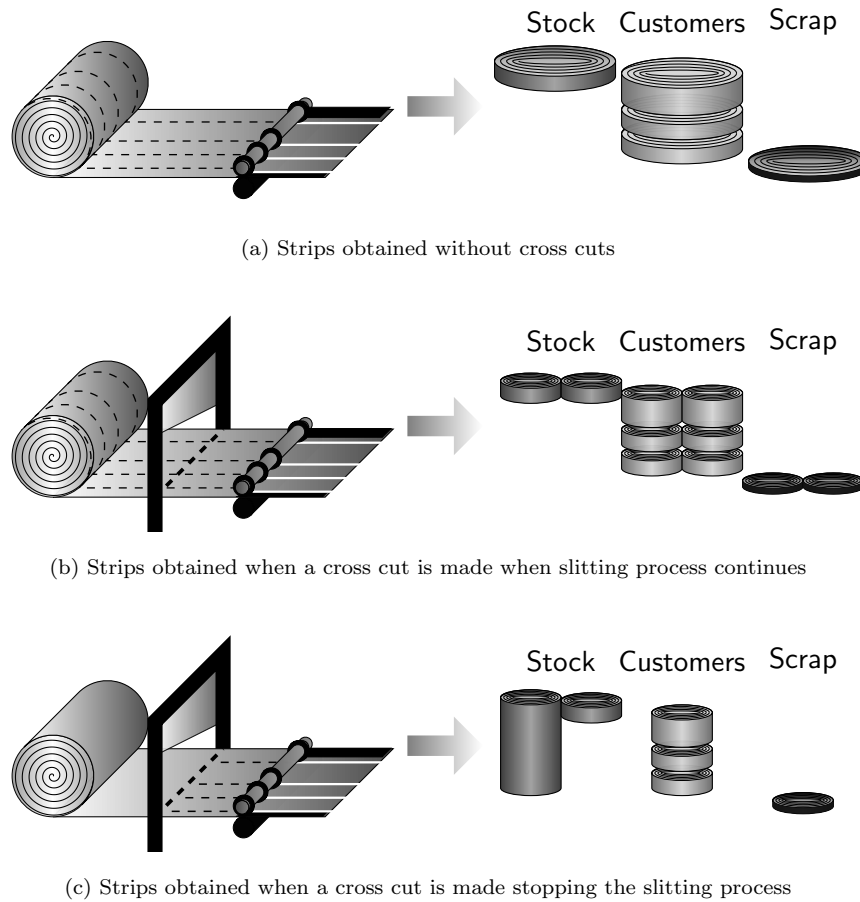 Stock Customers Scrap
(a) Strips obtained without cross cuts
Stock Customers Scrap
(b) Strips obtained when a cross cut is made when slitting process continues
Stock Customers Scrap
(c) Strips obtained when a cross cut is made stopping the slitting process